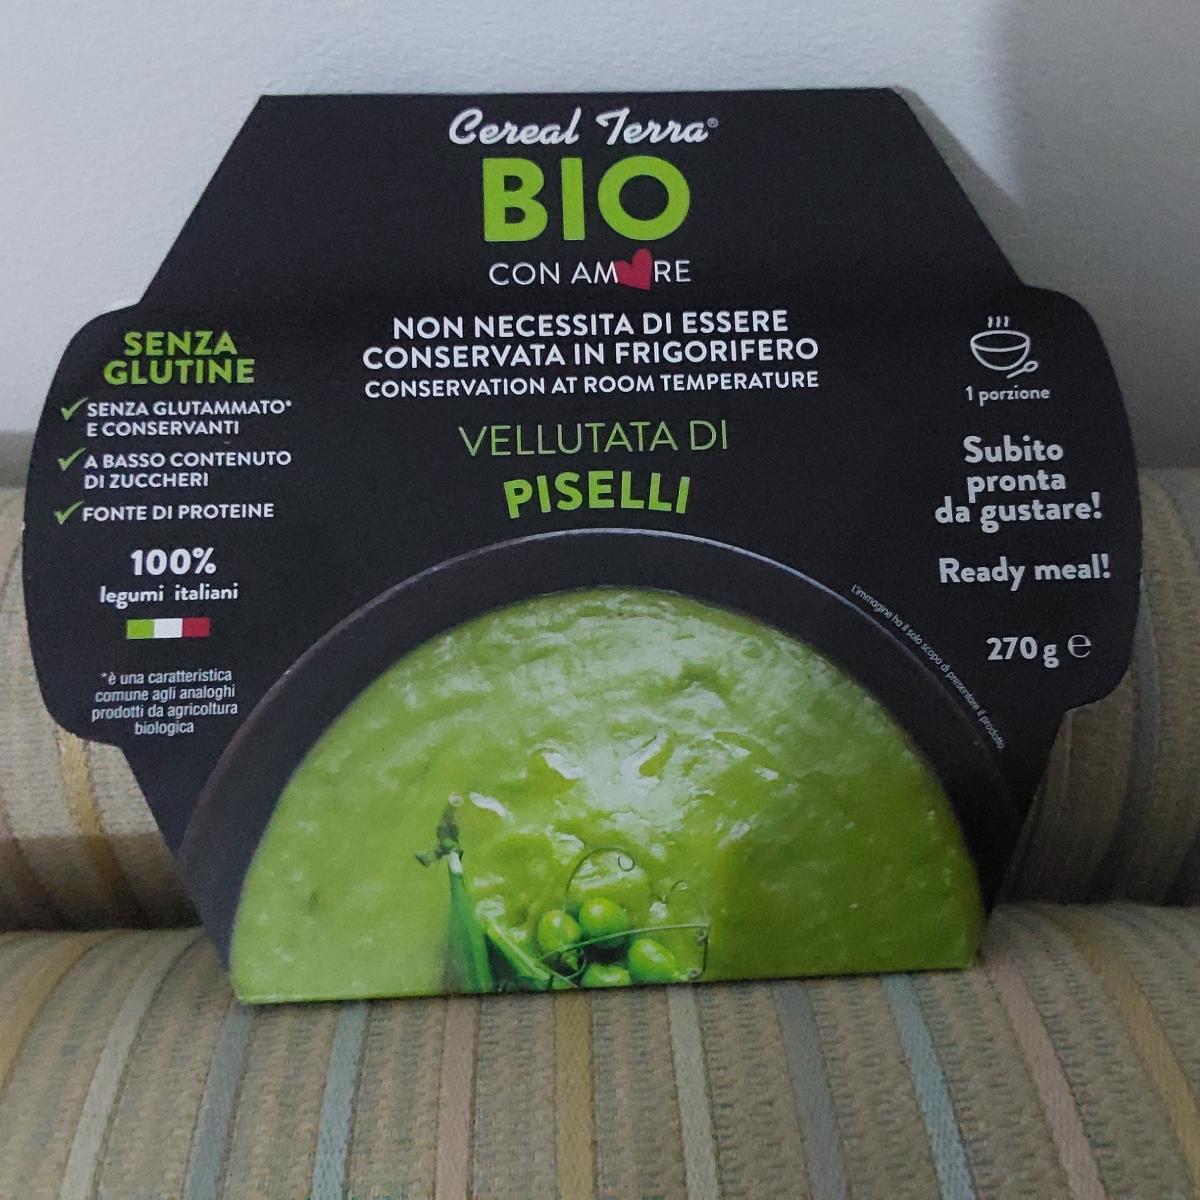 Cereal Terra®
BIO
CON AM♥RE
NON NECESSITA DI ESSERE
CONSERVATA IN FRIGORIFERO
CONSERVATION AT ROOM TEMPERATURE
VELLUTATA DI
PISELLI
SENZA
GLUTINE
✓SENZA GLUTAMMATO*
E CONSERVANTI
✓A BASSO CONTENUTO
DI ZUCCHERI
✓FONTE DI PROTEINE
100%
legumi italiani
*è una caratteristica
comune agli analoghi
prodotti da agricoltura
biologica
1 porzione
Subito
pronta
da gustare!
Ready meal!
270 g ℮
L'immagine ha il solo scopo di presentare il prodotto